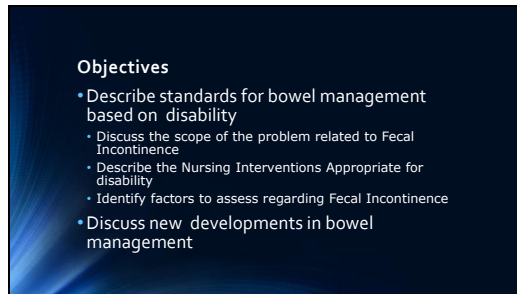 Objectives
•Describe standards for bowel management
based on disability
• Discuss the scope of the problem related to Fecal
Incontinence
• Describe the Nursing Interventions Appropriate for
disability
• Identify factors to assess regarding Fecal Incontinence
•Discuss new developments in bowel
management